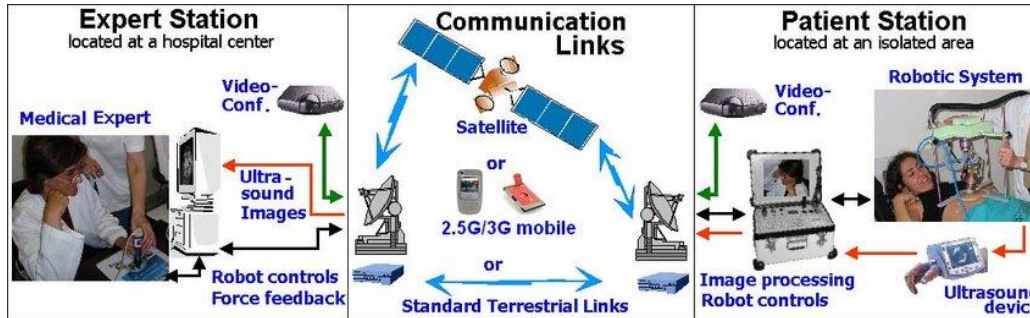 Expert Station
located at a hospital center
Video-
Conf.
Medical Expert
Ultra-
sound
Images
Robot controls
Force feedback
Communication
Links
Satellite
or
2.5G/3G mobile
or
Standard Terrestrial Links
Patient Station
located at an isolated area
Robotic System
Video-
Conf.
Image processing
Robot controls
Ultrasound
device